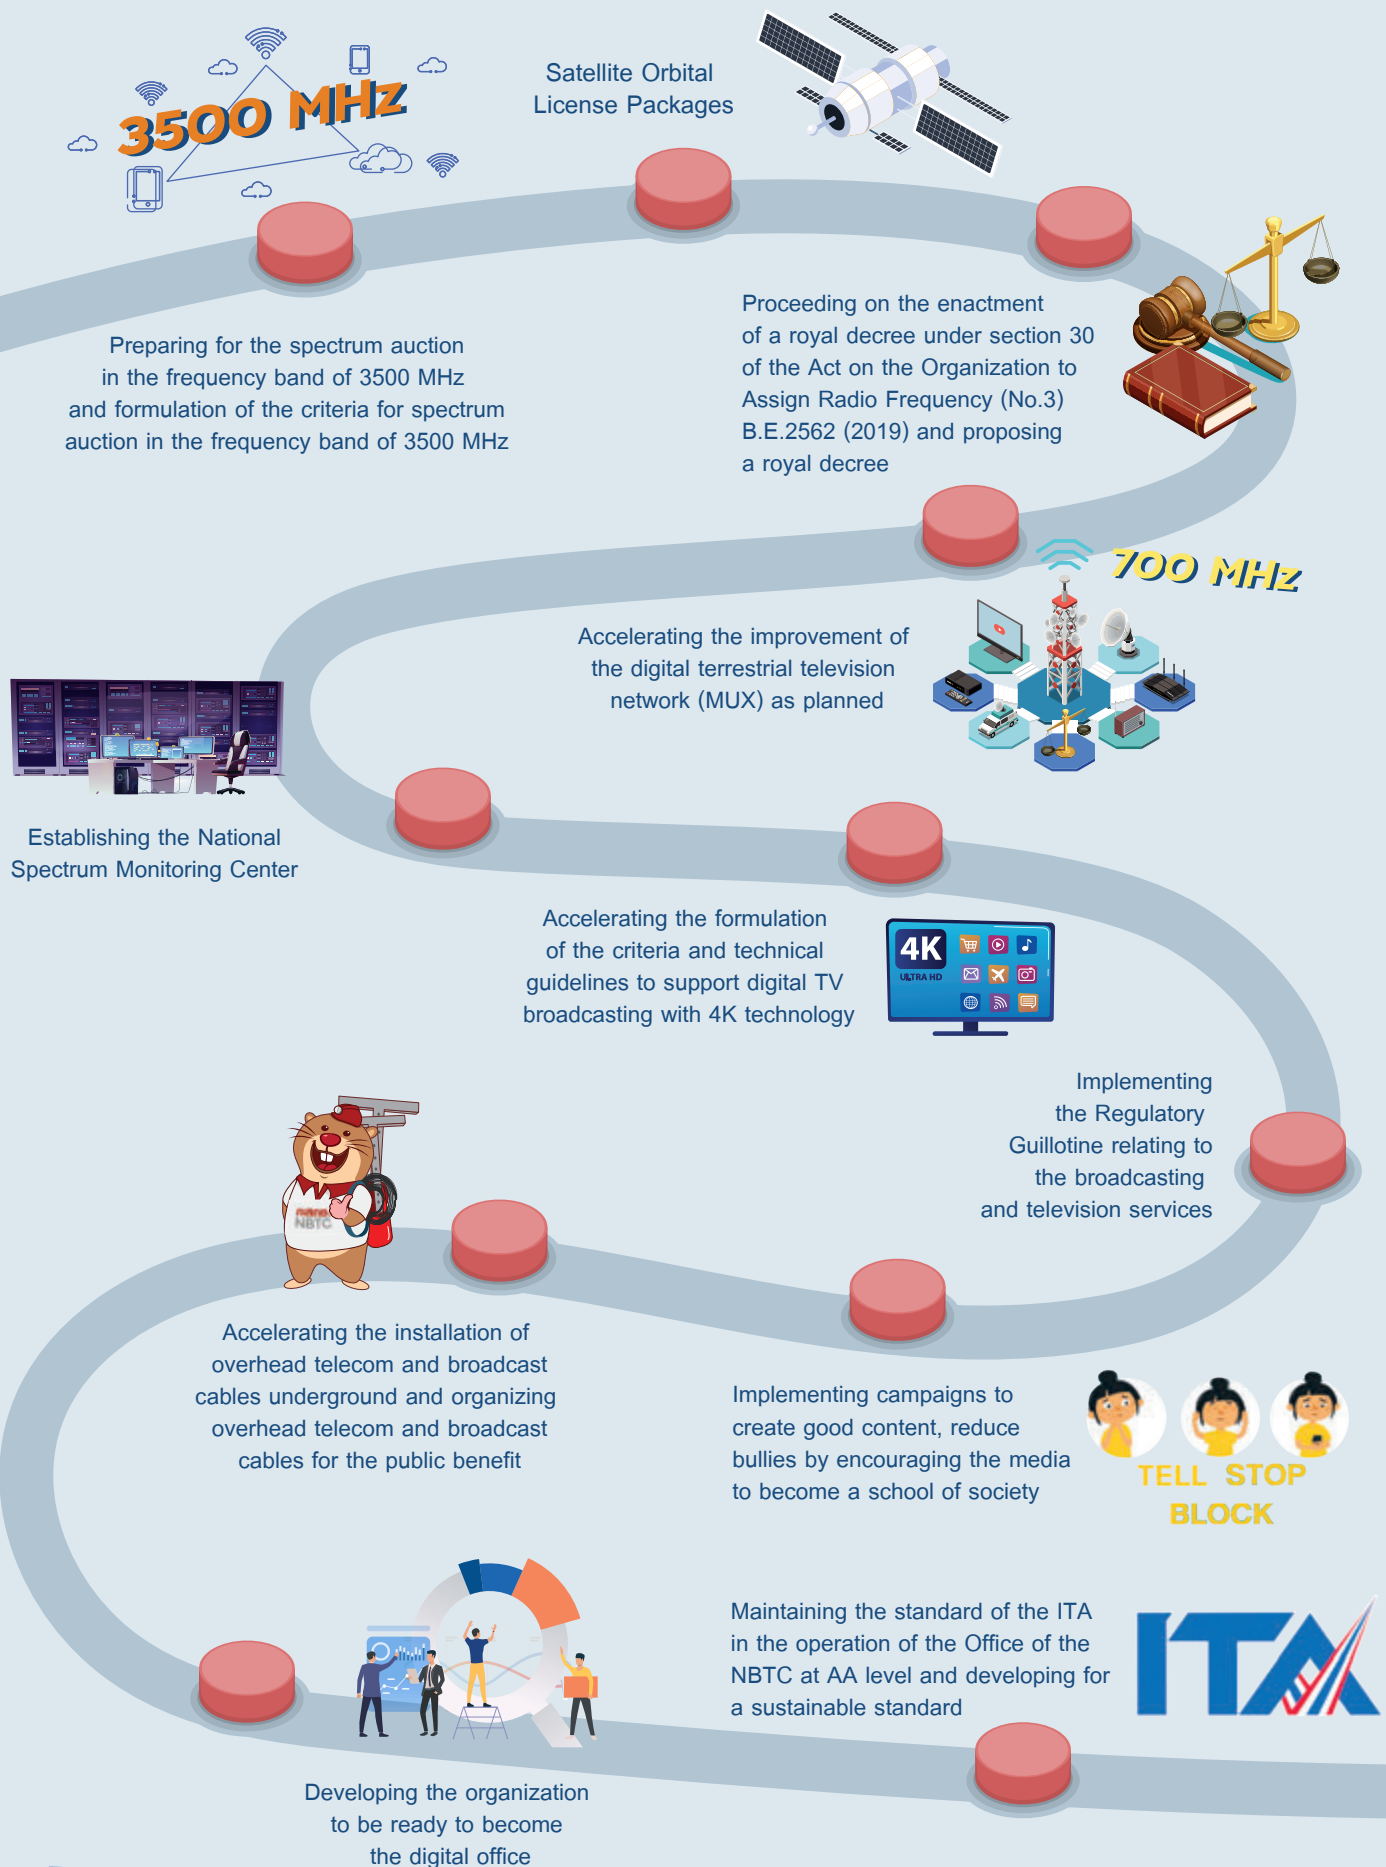 3500 MHz
Satellite Orbital
License Packages
Preparing for the spectrum auction
in the frequency band of 3500 MHz
and formulation of the criteria for spectrum
auction in the frequency band of 3500 MHz
Proceeding on the enactment
of a royal decree under section 30
of the Act on the Organization to
Assign Radio Frequency (No.3)
B.E.2562 (2019) and proposing
a royal decree
700 MHz
Accelerating the improvement of
the digital terrestrial television
network (MUX) as planned
Establishing the National
Spectrum Monitoring Center
Accelerating the formulation
of the criteria and technical
guidelines to support digital TV
broadcasting with 4K technology
4K
ULTRA HD
Implementing
the Regulatory
Guillotine relating to
the broadcasting
and television services
NBTC
Accelerating the installation of
overhead telecom and broadcast
cables underground and organizing
overhead telecom and broadcast
cables for the public benefit
Implementing campaigns to
create good content, reduce
bullies by encouraging the media
to become a school of society
TELL STOP
BLOCK
Maintaining the standard of the ITA
in the operation of the Office of the
NBTC at AA level and developing for
a sustainable standard
ITA
Developing the organization
to be ready to become
the digital office